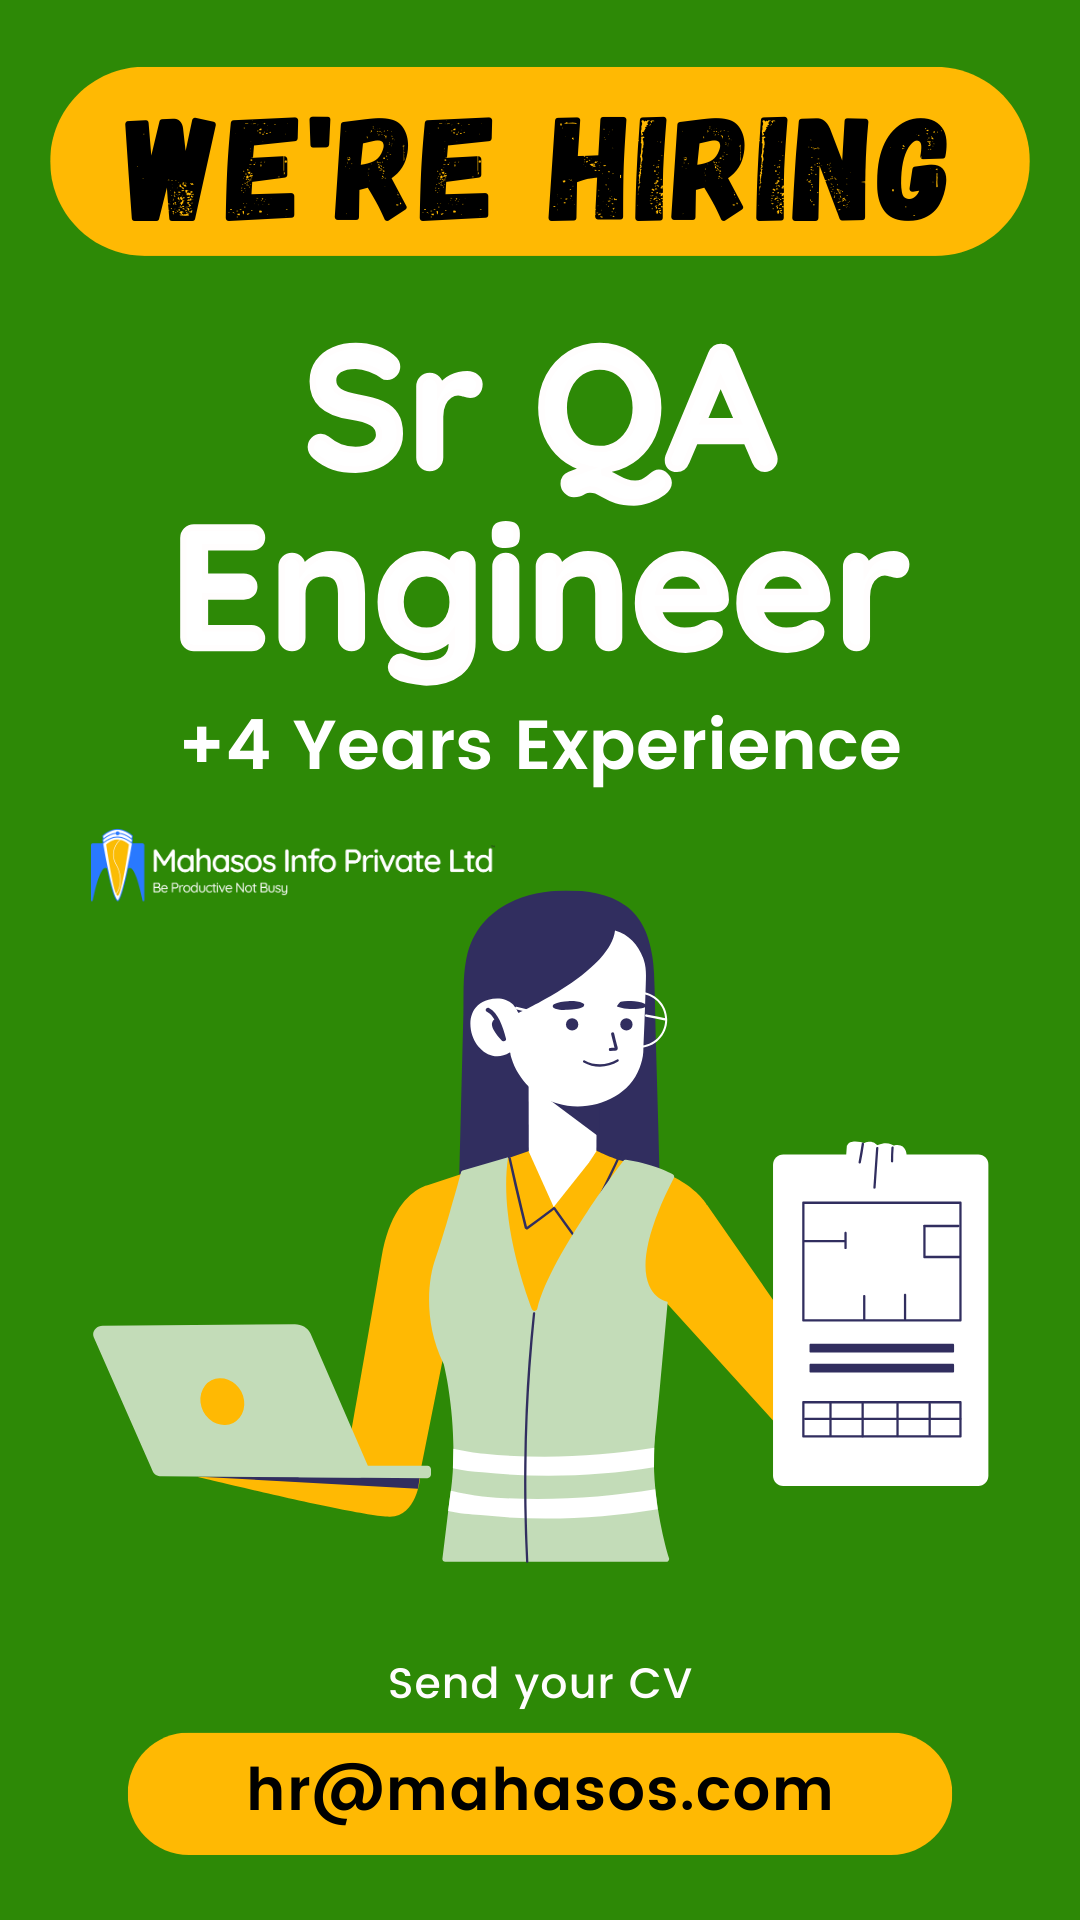 WE'RE HIRING
Sr QA
Engineer
+4 Years Experience
Mahasos Info Private Ltd
Be Productive Not Busy
Send your CV
hr@mahasos.com